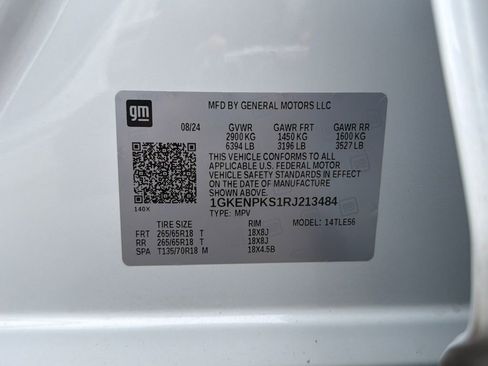 gm
MFD BY GENERAL MOTORS LLC
08/24 GVWR GAWR FRT GAWR RR
2900 KG 1450 KG 1600 KG
6394 LB 3196 LB 3527 LB
THIS VEHICLE CONFORMS TO ALL
APPLICABLE U.S. FEDERAL MOTOR
VEHICLE SAFETY STANDARDS IN EFFECT
ON THE DATE OF MANUFACTURE
SHOWN ABOVE.
1GKENPKS1RJ213484
140X TYPE: MPV
TIRE SIZE RIM MODEL: 14TLE56
FRT 265/65R18 T 18X8J
RR 265/65R18 T 18X8J
SPA T135/70R18 M 18X4.5B